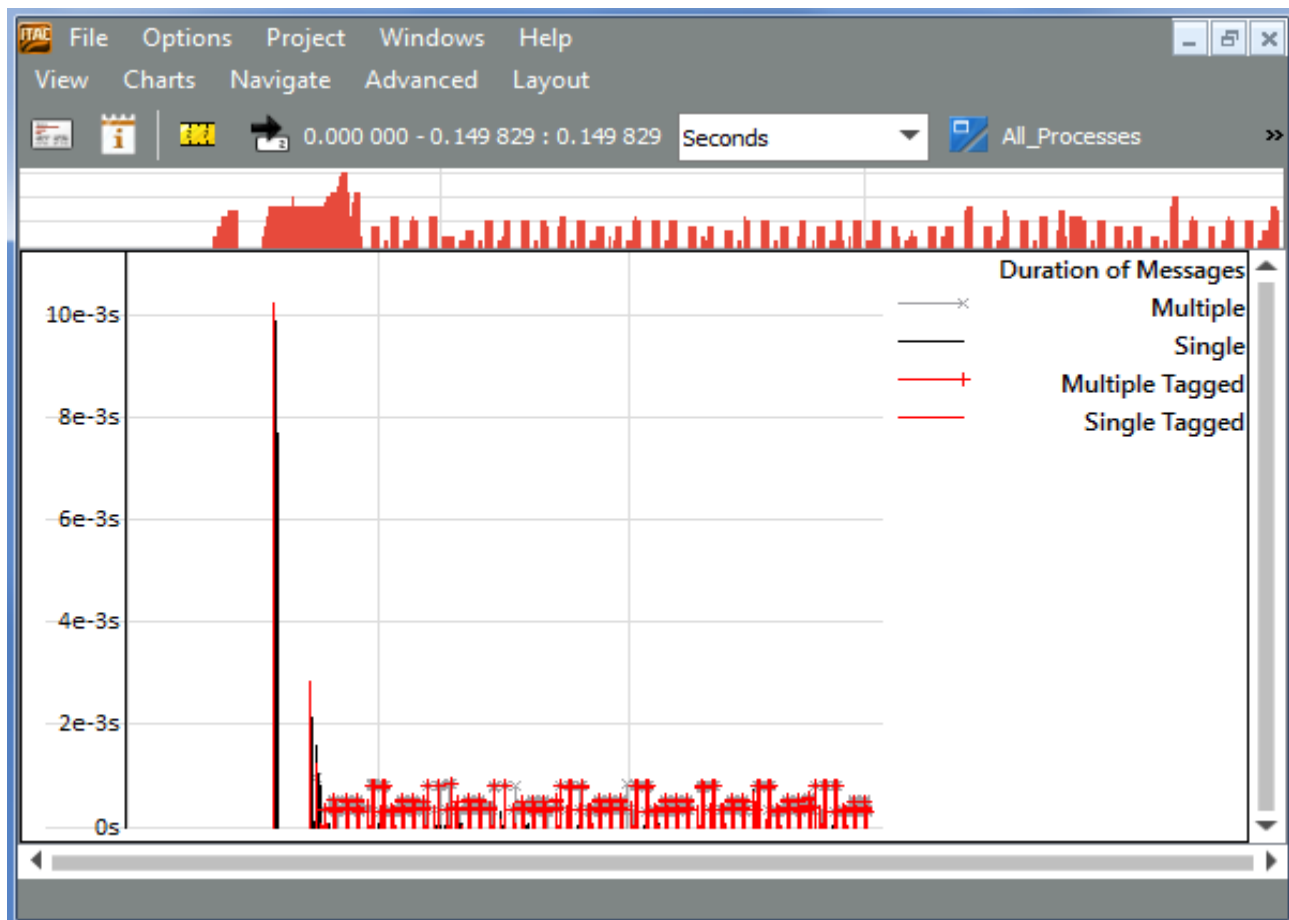 ITAC File Options Project Windows Help
View Charts Navigate Advanced Layout
0.000 000 - 0.149 829 : 0.149 829 Seconds All_Processes »
Duration of Messages
Multiple
Single
Multiple Tagged
Single Tagged
10e-3s
8e-3s
6e-3s
4e-3s
2e-3s
0s